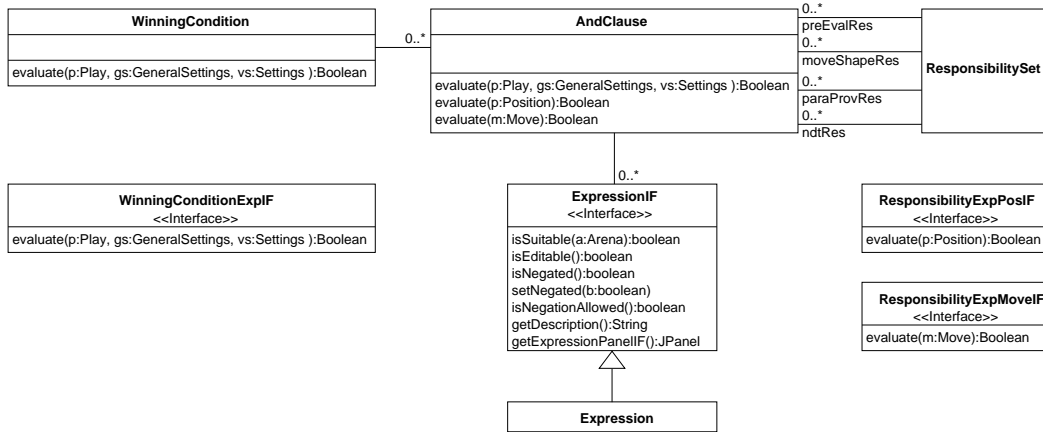 WinningCondition
evaluate(p:Play, gs:GeneralSettings, vs:Settings ):Boolean
0..*
AndClause
evaluate(p:Play, gs:GeneralSettings, vs:Settings ):Boolean
evaluate(p:Position):Boolean
evaluate(m:Move):Boolean
0..*
preEvalRes
0..*
moveShapeRes
0..*
paraProvRes
0..*
ndtRes
ResponsibilitySet
0..*
WinningConditionExpIF
<<Interface>>
evaluate(p:Play, gs:GeneralSettings, vs:Settings ):Boolean
ExpressionIF
<<Interface>>
isSuitable(a:Arena):boolean
isEditable():boolean
isNegated():boolean
setNegated(b:boolean)
isNegationAllowed():boolean
getDescription():String
getExpressionPanelIF():JPanel
ResponsibilityExpPosIF
<<Interface>>
evaluate(p:Position):Boolean
ResponsibilityExpMoveIF
<<Interface>>
evaluate(m:Move):Boolean
Expression